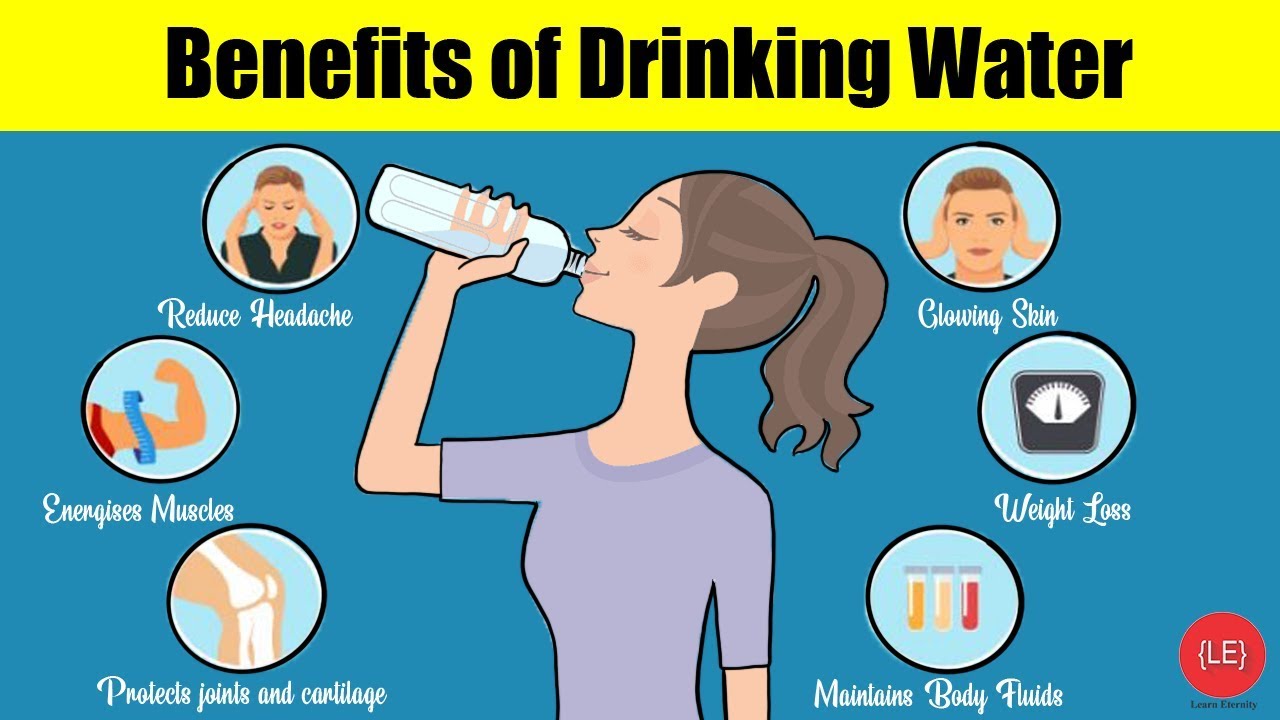 Benefits of Drinking Water
Reduce Headache
Glowing Skin
Energises Muscles
Weight Loss
Protects joints and cartilage
Maintains Body Fluids
{LE}
Learn Eternity